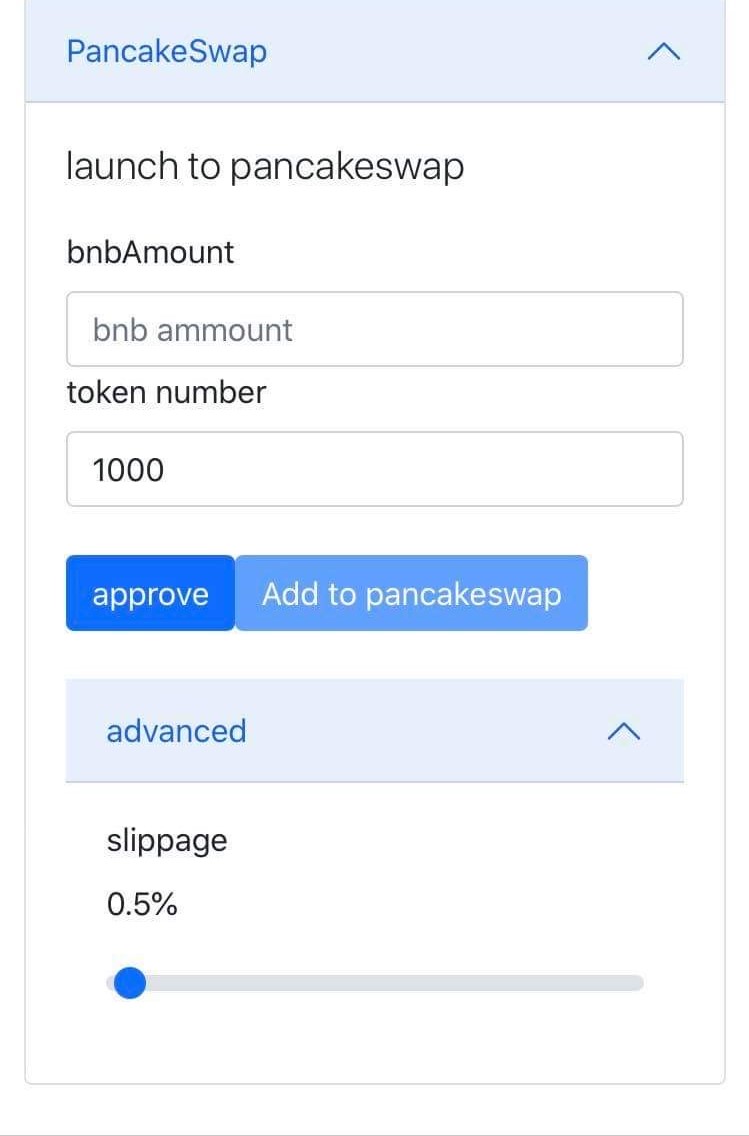 PancakeSwap
launch to pancakeswap
bnbAmount
bnb ammount
token number
1000
approve
Add to pancakeswap
advanced
slippage
0.5%